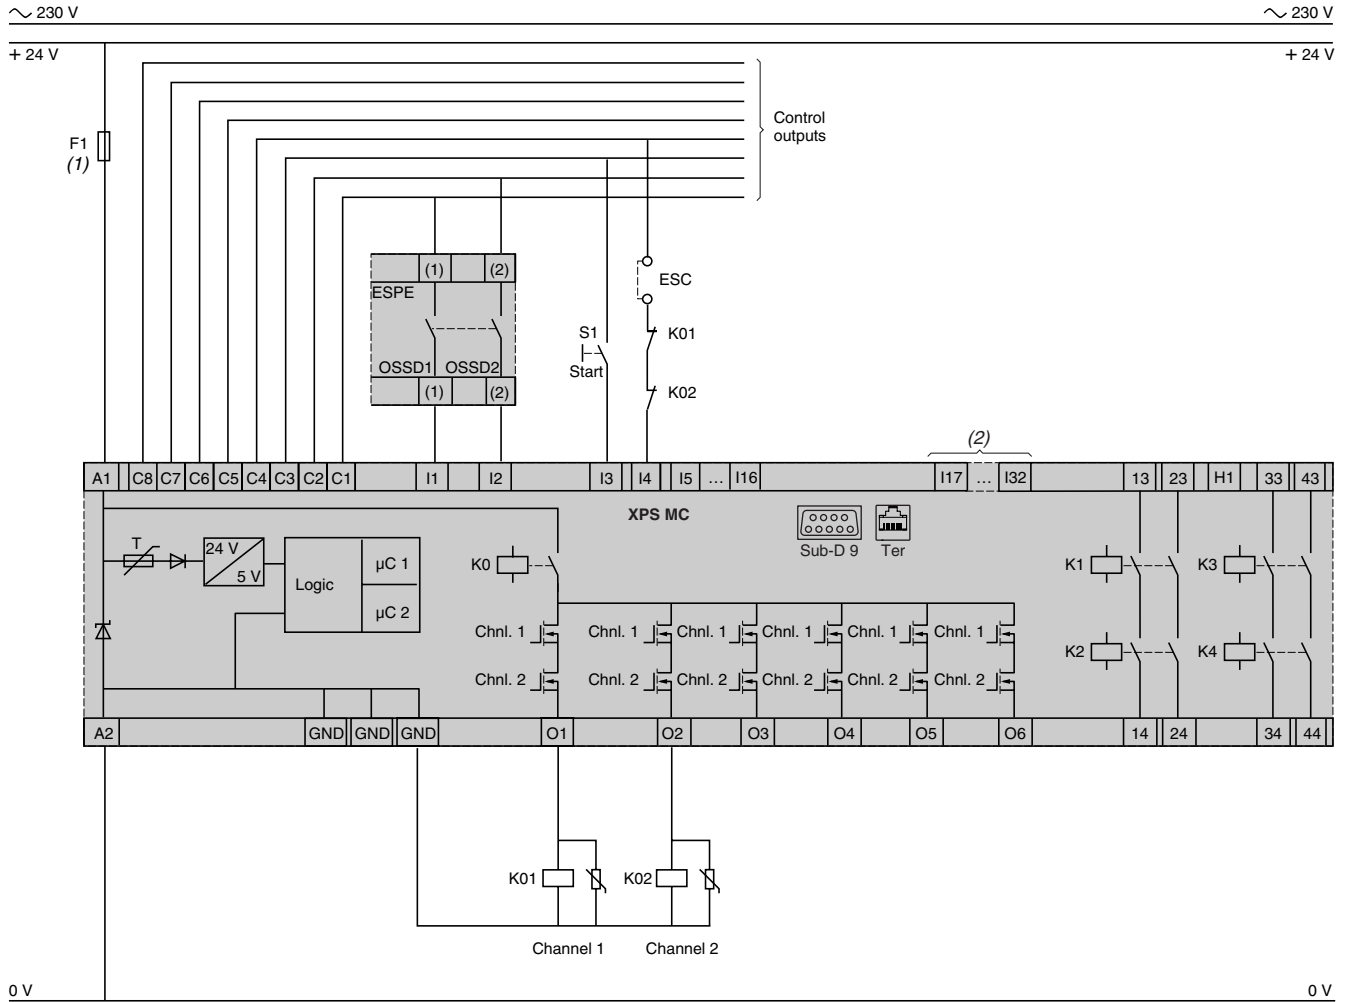 230 V 230 V
+ 24 V + 24 V
Control
outputs
F1
(1)
(1) (2)
ESPE
ESC
S1 K01
Start
OSSD1 OSSD2
(1) (2)
K02
(2)
A1 C8 C7 C6 C5 C4 C3 C2 C1 I1 I2 I3 I4 I5 ... I16 I17 ... I32 13 23 H1 33 43
XPS MC
Sub-D 9 Ter
T
24 V
5 V
Logic
µC 1
µC 2
K0 K1 K3
Chnl. 1 Chnl. 1 Chnl. 1 Chnl. 1 Chnl. 1 Chnl. 1
K2 K4
Chnl. 2 Chnl. 2 Chnl. 2 Chnl. 2 Chnl. 2 Chnl. 2
A2 GND GND GND O1 O2 O3 O4 O5 O6 14 24 34 44
K01 K02
Channel 1 Channel 2
0 V 0 V